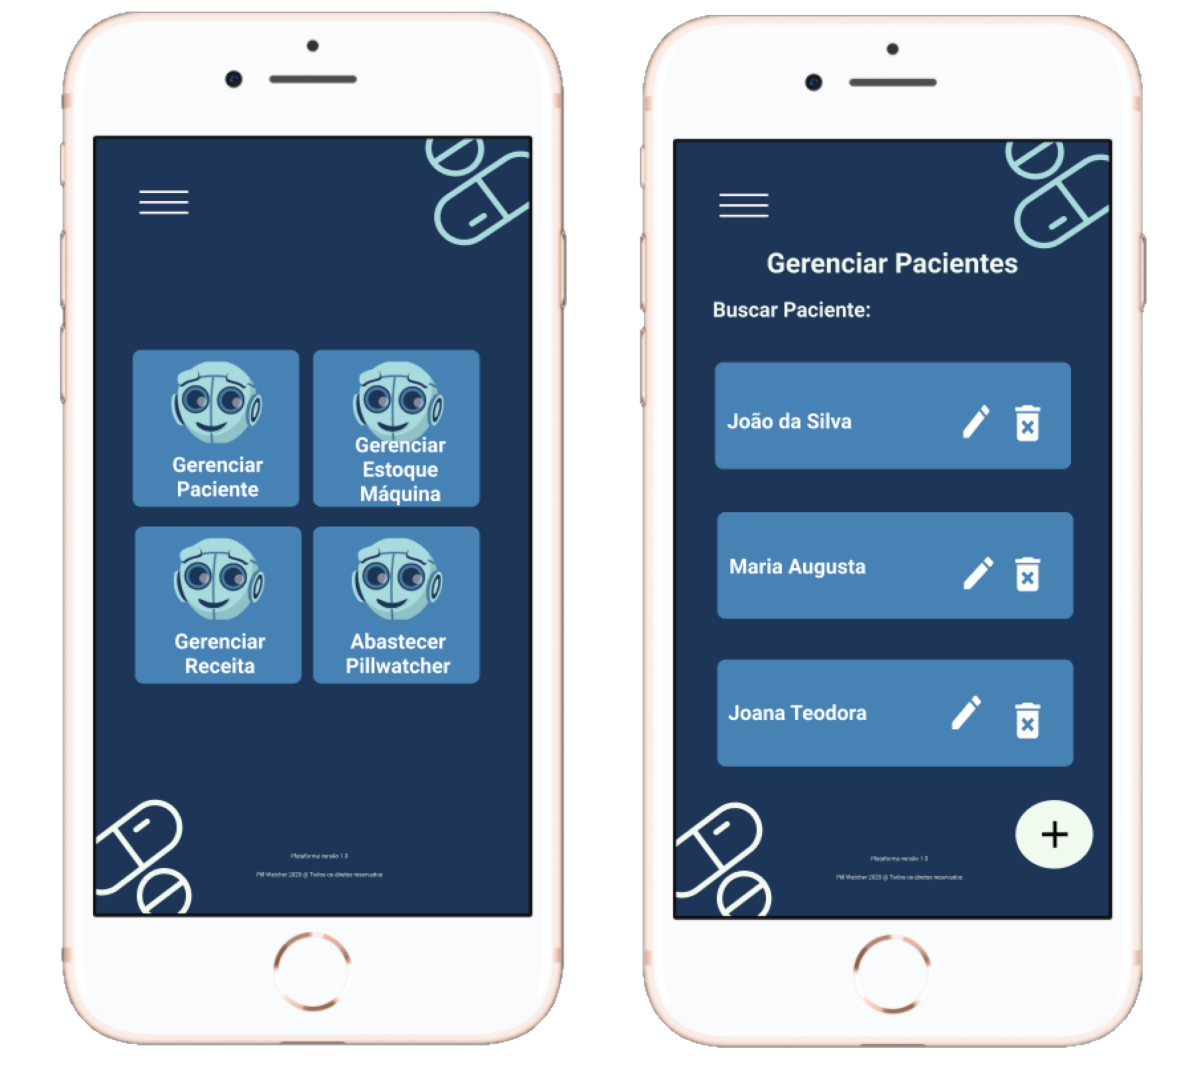 Gerenciar
Paciente
Gerenciar
Estoque
Máquina
Gerenciar
Receita
Abastecer
Pillwatcher
Plataforma versão 1.0
Pill Watcher 2023 @ Todos os direitos reservados
Gerenciar Pacientes
Buscar Paciente:
João da Silva
Maria Augusta
Joana Teodora
+
Plataforma versão 1.0
Pill Watcher 2023 @ Todos os direitos reservados